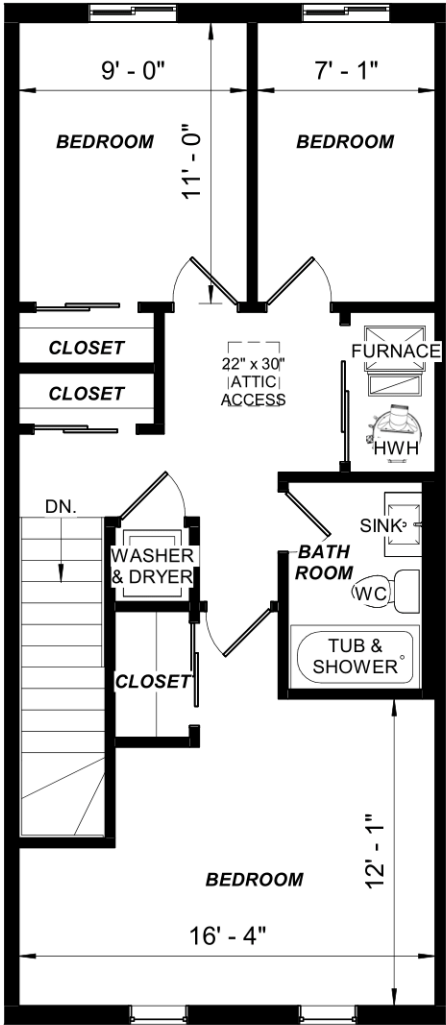 9' - 0"
7' - 1"
BEDROOM
BEDROOM
11' - 0"
CLOSET
22" x 30"
ATTIC
ACCESS
FURNACE
CLOSET
HWH
DN.
SINK
WASHER
& DRYER
BATH
ROOM
WC
TUB &
SHOWER
CLOSET
12' - 1"
BEDROOM
16' - 4"